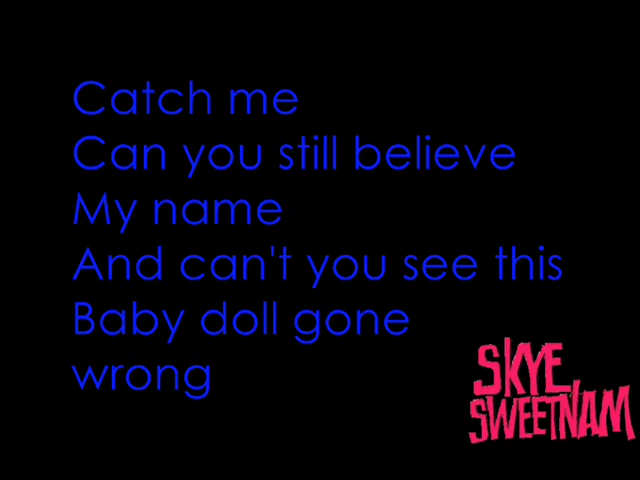 Catch me
Can you still believe
My name
And can't you see this
Baby doll gone
wrong
SKYE
SWEETNAM